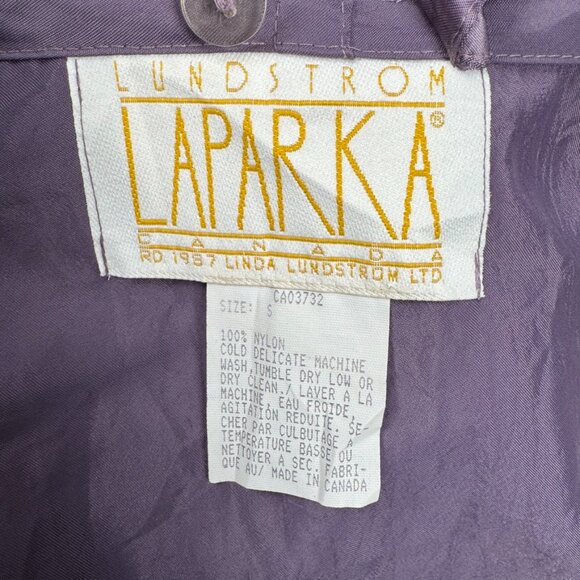 LUNDSTROM
LAPARKA®
CANADA
RD 1987 LINDA LUNDSTROM LTD
CA03732
SIZE: S
100% NYLON
COLD DELICATE MACHINE
WASH,TUMBLE DRY LOW OR
DRY CLEAN./ LAVER A LA
MACHINE, EAU FROIDE,
AGITATION REDUITE. SE-
CHER PAR CULBUTAGE A
TEMPERATURE BASSE OU
NETTOYER A SEC. FABRI-
QUE AU/ MADE IN CANADA